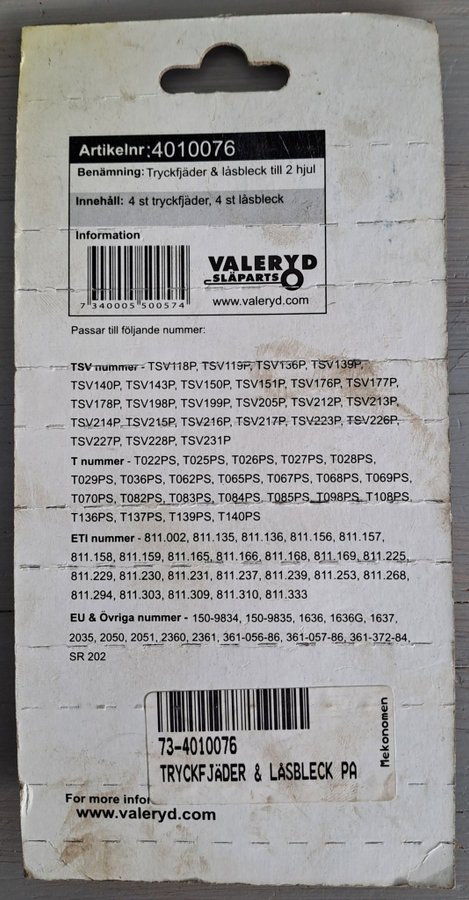 Artikelnr:4010076
Benämning: Tryckfjäder & låsbleck till 2 hjul
Innehåll: 4 st tryckfjäder, 4 st låsbleck
Information
VALERYD
SLÄPARTS
7 340005 500574
www.valeryd.com
Passar till följande nummer:
TSV nummer - TSV118P, TSV119P, TSV136P, TSV139P,
TSV140P, TSV143P, TSV150P, TSV151P, TSV176P, TSV177P,
TSV178P, TSV198P, TSV199P, TSV205P, TSV212P, TSV213P,
TSV214P, TSV215P, TSV216P, TSV217P, TSV223P, TSV226P,
TSV227P, TSV228P, TSV231P
T nummer - T022PS, T025PS, T026PS, T027PS, T028PS,
T029PS, T036PS, T062PS, T065PS, T067PS, T068PS, T069PS,
T070PS, T082PS, T083PS, T084PS, T085PS, T098PS, T108PS,
T136PS, T137PS, T139PS, T140PS
ETI nummer - 811.002, 811.135, 811.136, 811.156, 811.157,
811.158, 811.159, 811.165, 811.166, 811.168, 811.169, 811.225,
811.229, 811.230, 811.231, 811.237, 811.239, 811.253, 811.268,
811.294, 811.303, 811.309, 811.310, 811.333
EU & Övriga nummer - 150-9834, 150-9835, 1636, 1636G, 1637,
2035, 2050, 2051, 2360, 2361, 361-056-86, 361-057-86, 361-372-84,
SR 202
73-4010076
TRYCKFJÄDER & LÅSBLECK PA
Mekonomen
For more infor
www.valeryd.com